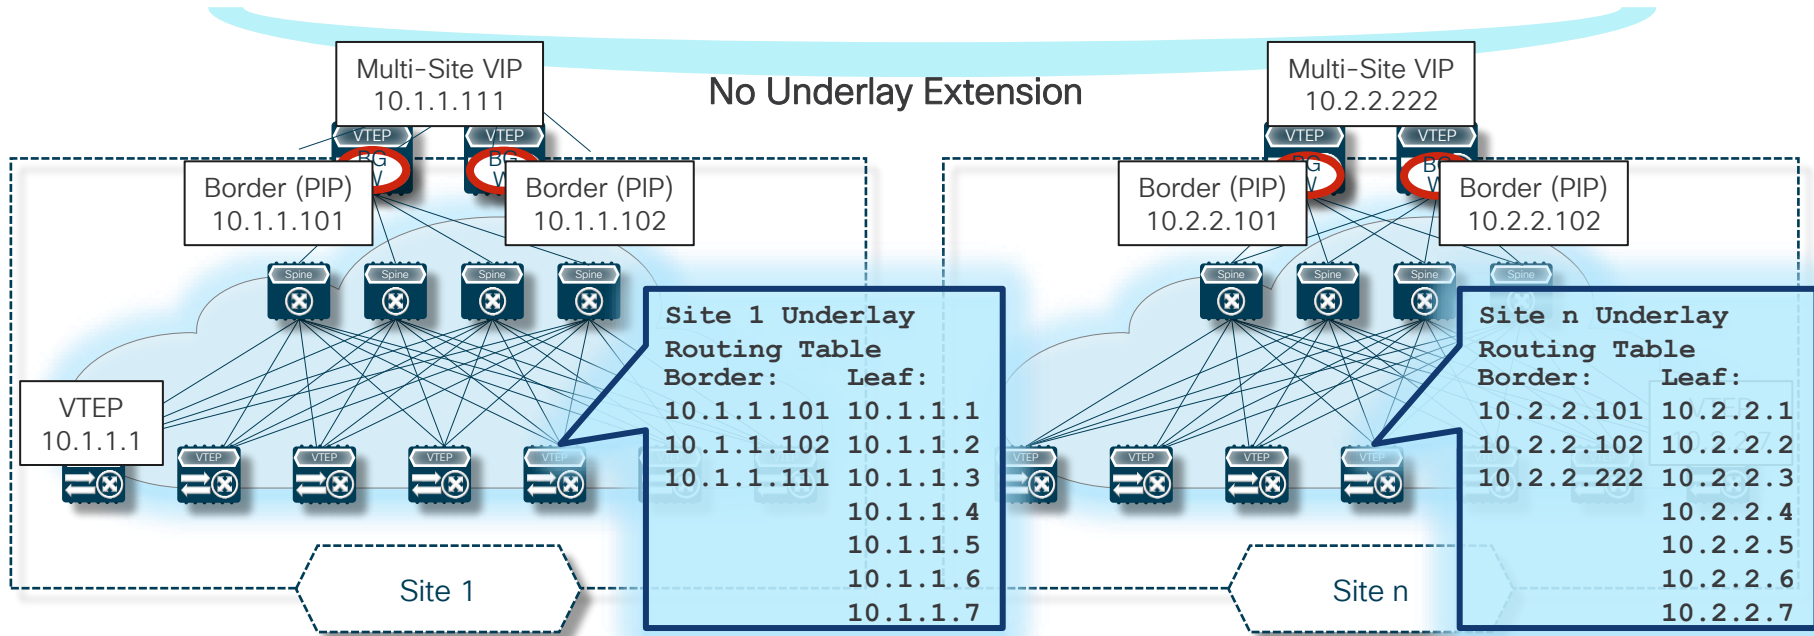 Multi-Site VIP
10.1.1.111
No Underlay Extension
Multi-Site VIP
10.2.2.222
VTEP
VTEP
VTEP
VTEP
Border (PIP)
10.1.1.101
Border (PIP)
10.1.1.102
Border (PIP)
10.2.2.101
Border (PIP)
10.2.2.102
Spine
Spine
Spine
Spine
Spine
Spine
Spine
Spine
Site 1 Underlay
Routing Table
Border: Leaf:
10.1.1.101 10.1.1.1
10.1.1.102 10.1.1.2
10.1.1.111 10.1.1.3
10.1.1.4
10.1.1.5
10.1.1.6
10.1.1.7
Site n Underlay
Routing Table
Border: Leaf:
10.2.2.101 10.2.2.1
10.2.2.102 10.2.2.2
10.2.2.222 10.2.2.3
10.2.2.4
10.2.2.5
10.2.2.6
10.2.2.7
VTEP
10.1.1.1
VTEP
VTEP
VTEP
VTEP
VTEP
VTEP
VTEP
VTEP
VTEP
Site 1
Site n